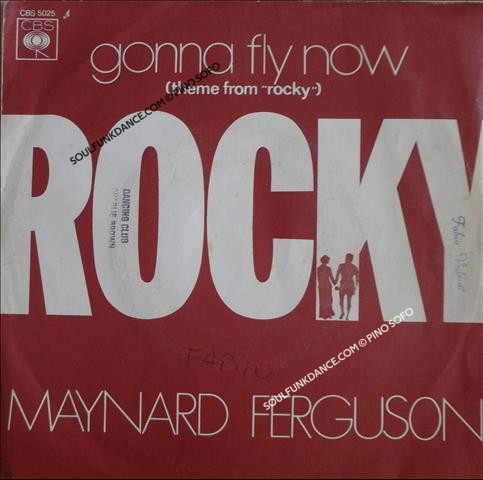 CBS 5025
CBS
gonna fly now
(theme from "rocky")
SOULFUNKDANCE.COM © PINO SOFO
ROCKY
DANCING CLUB
Fabio
SOULFUNKDANCE.COM © PINO SOFO
FABIO
MAYNARD FERGUSON